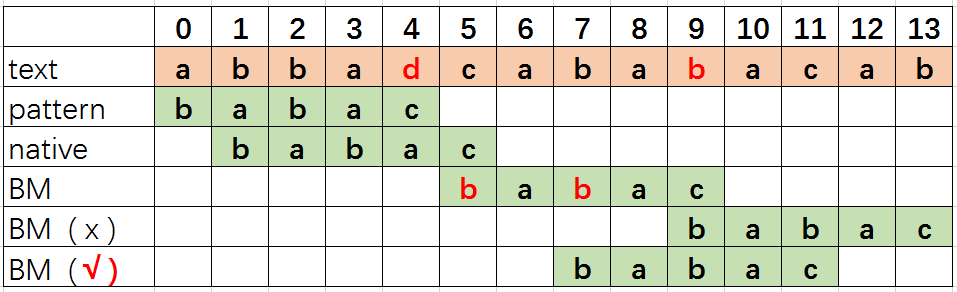 0 1 2 3 4 5 6 7 8 9 10 11 12 13
text a b b a d c a b a b a c a b
pattern b a b a c
native b a b a c
BM b a b a c
BM (x) b a b a c
BM (√) b a b a c